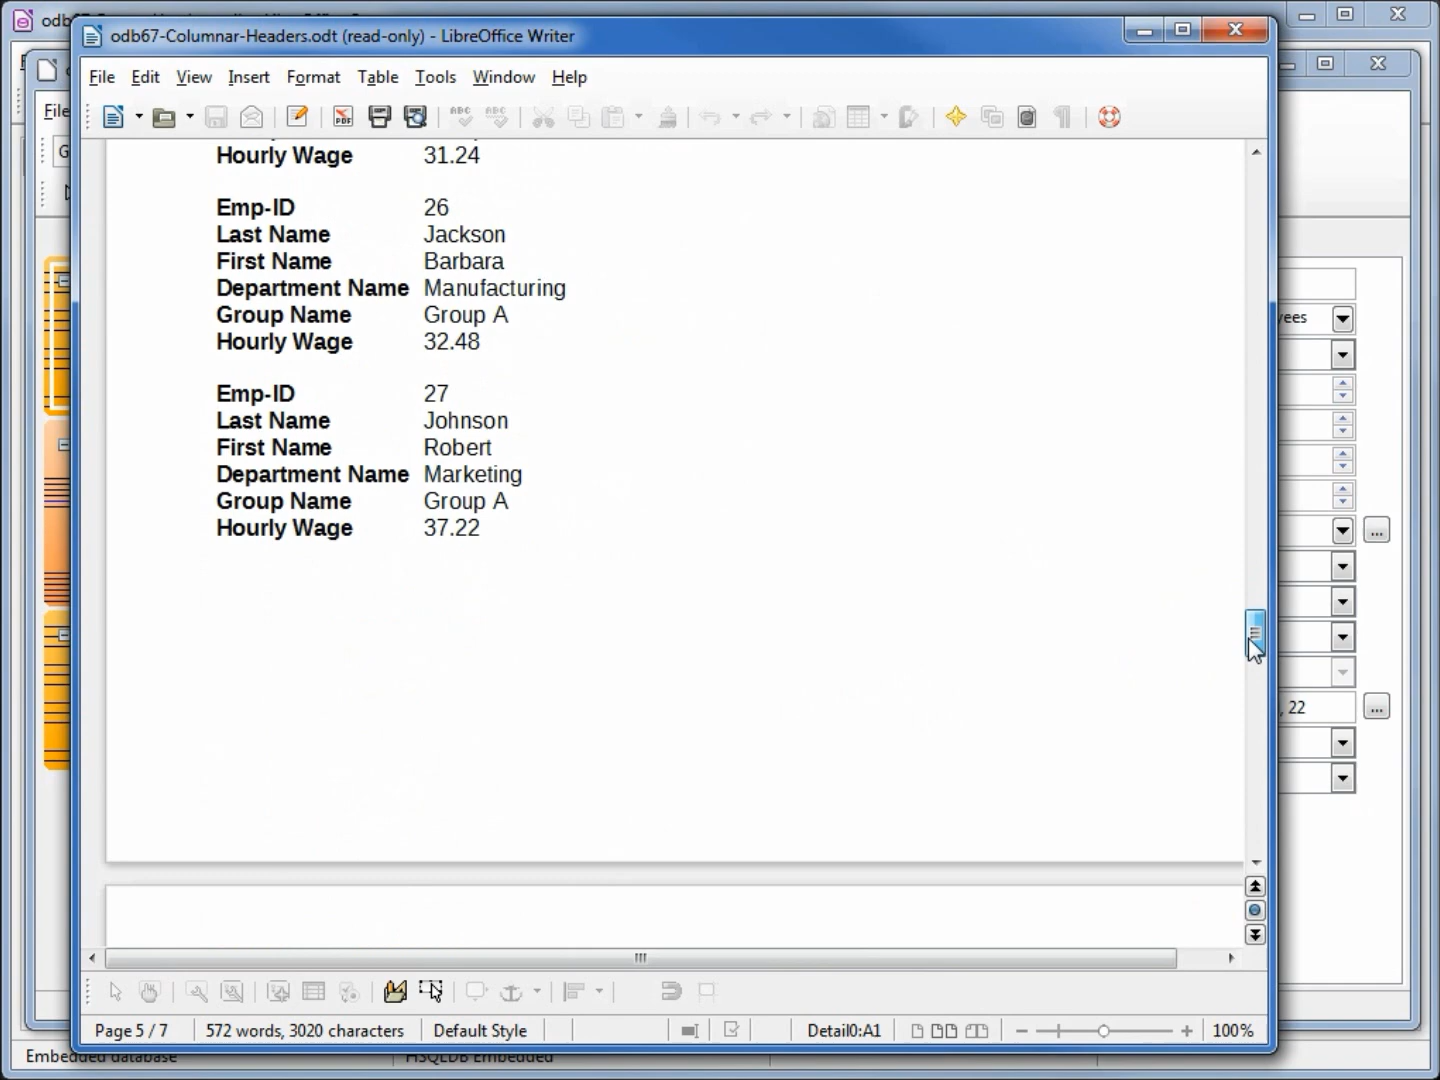 odb67-Columnar-Headers.odt (read-only) - LibreOffice Writer
File Edit View Insert Format Table Tools Window Help
File
Hourly Wage 31.24
Emp-ID 26
Last Name Jackson
First Name Barbara
Department Name Manufacturing
Group Name Group A
Hourly Wage 32.48
Emp-ID 27
Last Name Johnson
First Name Robert
Department Name Marketing
Group Name Group A
Hourly Wage 37.22
yees
, 22
Page 5 / 7 572 words, 3020 characters Default Style Detail0:A1 100%
Embedded database HSQLDB Embedded